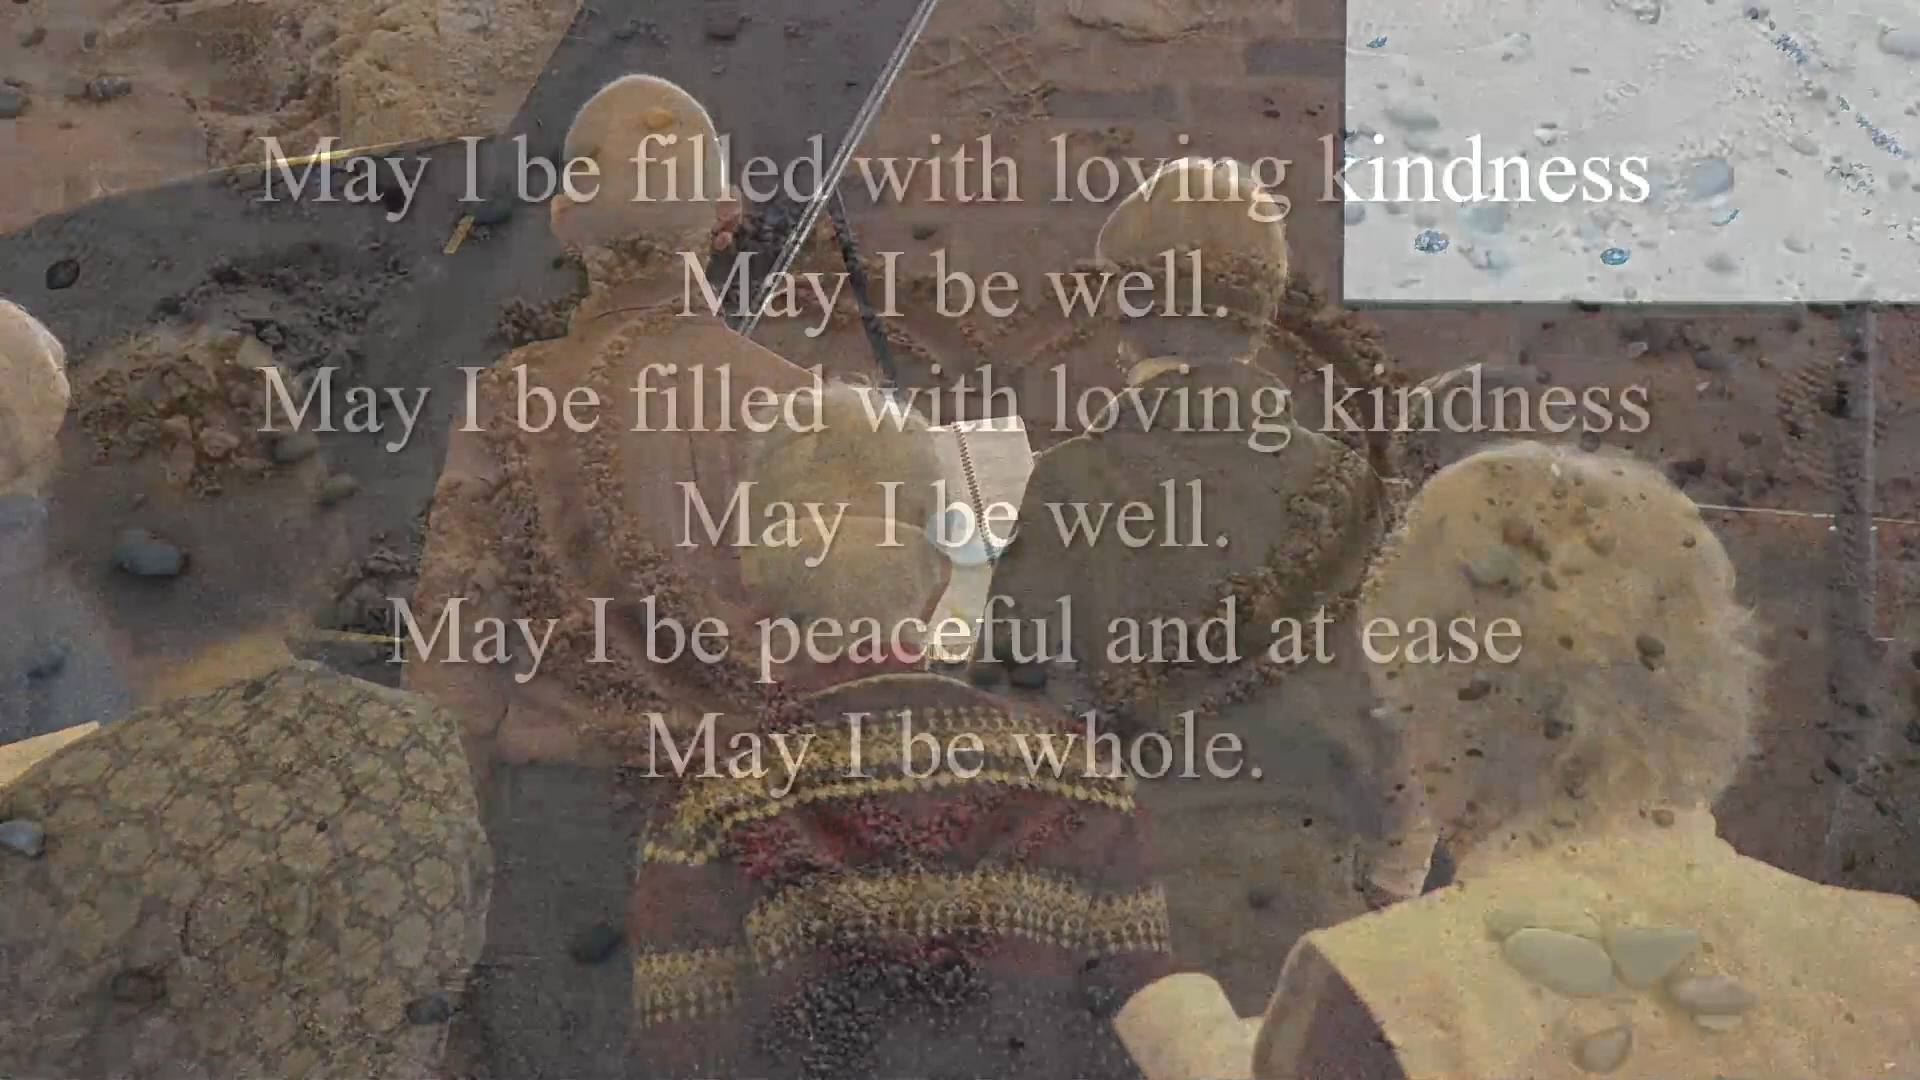 May I be filled with loving kindness
May I be well.
May I be filled with loving kindness
May I be well.
May I be peaceful and at ease
May I be whole.